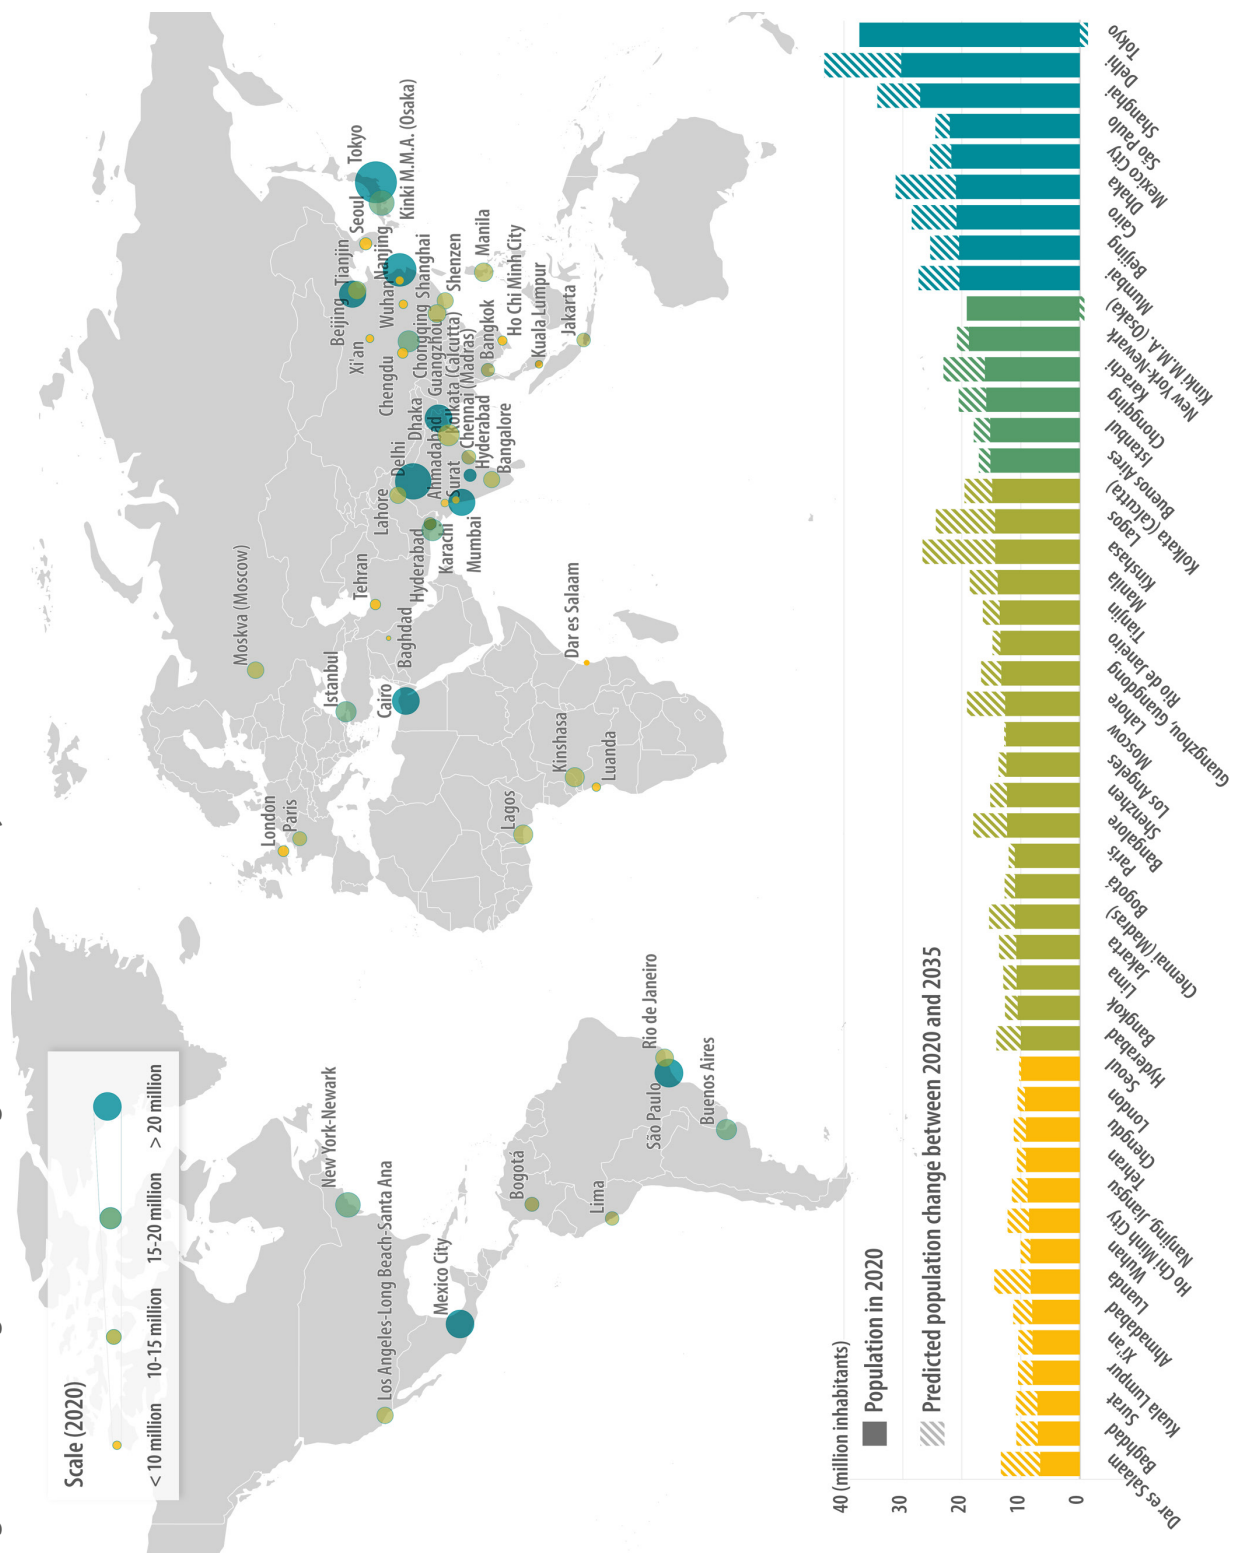 Scale (2020)
< 10 million
10-15 million
15-20 million
> 20 million
Los Angeles-Long Beach-Santa Ana
New York-Newark
Mexico City
Bogotá
Lima
Rio de Janeiro
São Paulo
Buenos Aires
London
Paris
Moskva (Moscow)
Istanbul
Cairo
Lagos
Kinshasa
Luanda
Dar es Salaam
Baghdad
Tehran
Hyderabad
Karachi
Mumbai
Lahore
Delhi
Ahmadabad
Surat
Dhaka
Kolkata (Calcutta)
Chennai (Madras)
Hyderabad
Bangalore
Beijing
Tianjin
Seoul
Tokyo
Kinki M.M.A. (Osaka)
Xi'an
Chengdu
Wuhan
Nanjing
Chongqing
Shanghai
Guangzhou
Shenzen
Manila
Bangkok
Ho Chi Minh City
Kuala Lumpur
Jakarta
40 (million inhabitants)
30
20
10
0
Population in 2020
Predicted population change between 2020 and 2035
Dar es Salaam
Baghdad
Surat
Kuala Lumpur
Xi'an
Ahmadabad
Luanda
Wuhan
Ho Chi Minh City
Nanjing Jiangsu
Tehran
Chengdu
London
Seoul
Hyderabad
Bangkok
Lima
Jakarta
Chennai (Madras)
Bogotá
Paris
Bangalore
Shenzhen
Los Angeles
Moscow
Lahore
Guangzhou, Guangdong
Rio de Janeiro
Tianjin
Manila
Kinshasa
Lagos
Kolkata (Calcutta)
Buenos Aires
Istanbul
Chongqing
Karachi
New York-Newark
Kinki M.M.A. (Osaka)
Mumbai
Beijing
Cairo
Dhaka
Mexico City
São Paulo
Shanghai
Delhi
Tokyo